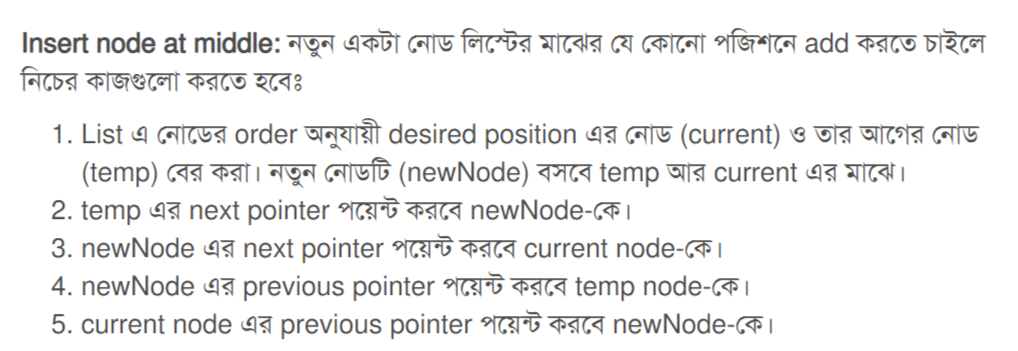 Insert node at middle: নতুন একটা নোড লিস্টের মাঝের যে কোনো পজিশনে add করতে চাইলে
নিচের কাজগুলো করতে হবেঃ
1. List এ নোডের order অনুযায়ী desired position এর নোড (current) ও তার আগের নোড
(temp) বের করা। নতুন নোডটি (newNode) বসবে temp আর current এর মাঝে।
2. temp এর next pointer পয়েন্ট করবে newNode-কে।
3. newNode এর next pointer পয়েন্ট করবে current node-কে।
4. newNode এর previous pointer পয়েন্ট করবে temp node-কে।
5. current node এর previous pointer পয়েন্ট করবে newNode-কে।